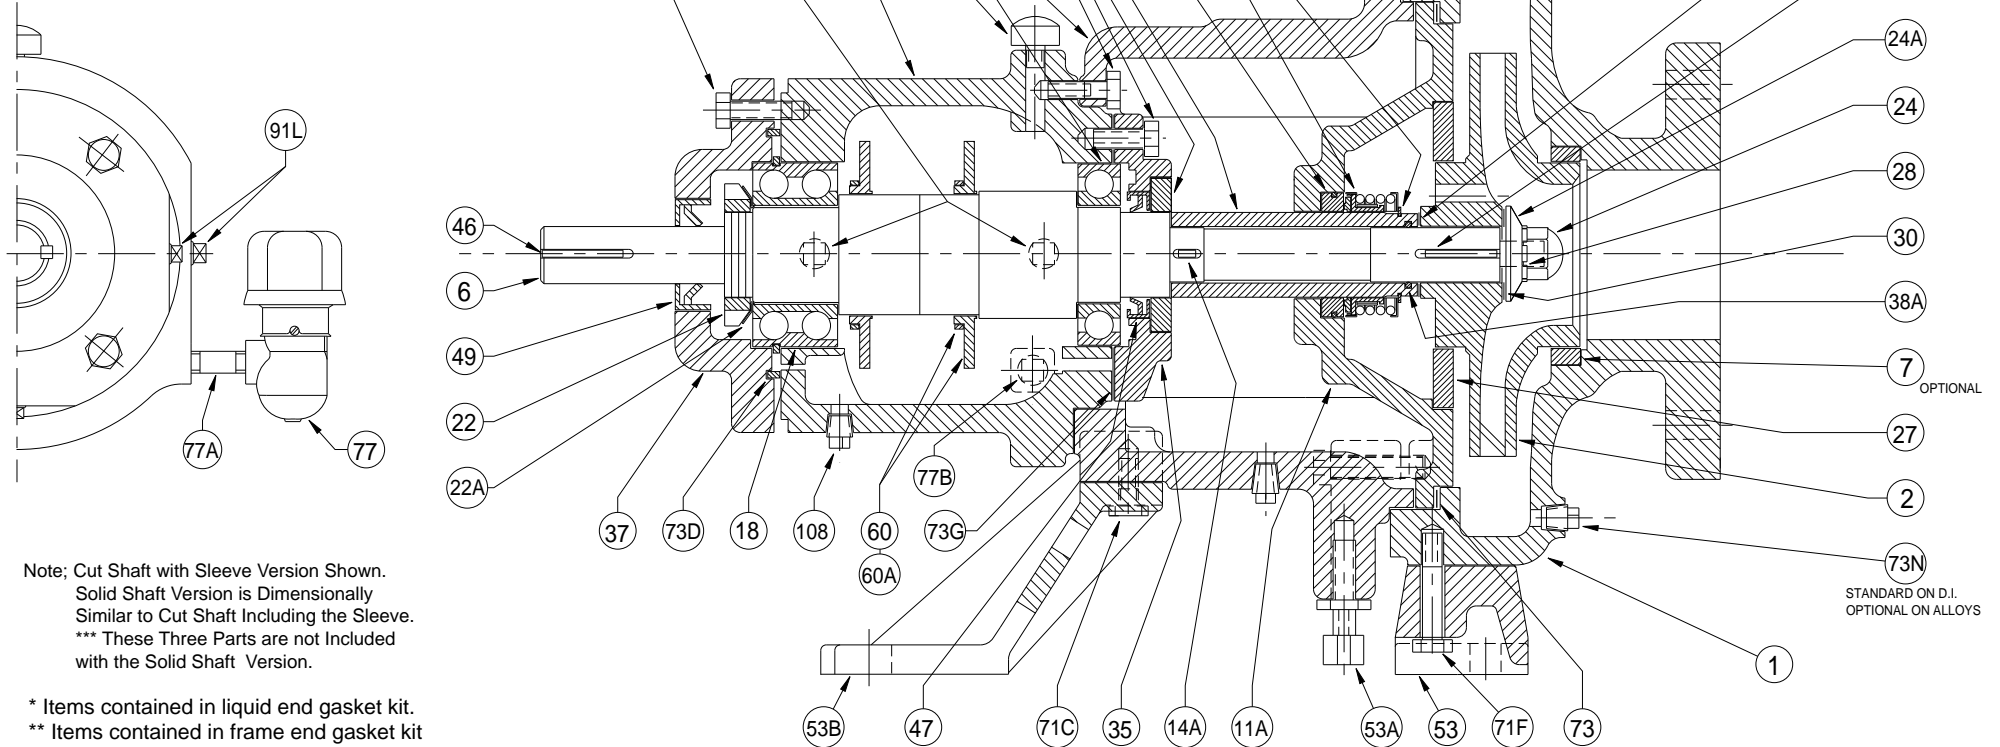 91L
24A
24
28
46
6
30
38A
49
7
OPTIONAL
22
27
77A
77
22A
77B
2
37
73D
18
108
60
73G
60A
73N
STANDARD ON D.I.
OPTIONAL ON ALLOYS
Note; Cut Shaft with Sleeve Version Shown.
Solid Shaft Version is Dimensionally
Similar to Cut Shaft Including the Sleeve.
*** These Three Parts are not Included
with the Solid Shaft Version.
1
* Items contained in liquid end gasket kit.
** Items contained in frame end gasket kit
53B
47
71C
35
14A
11A
53A
53
71F
73